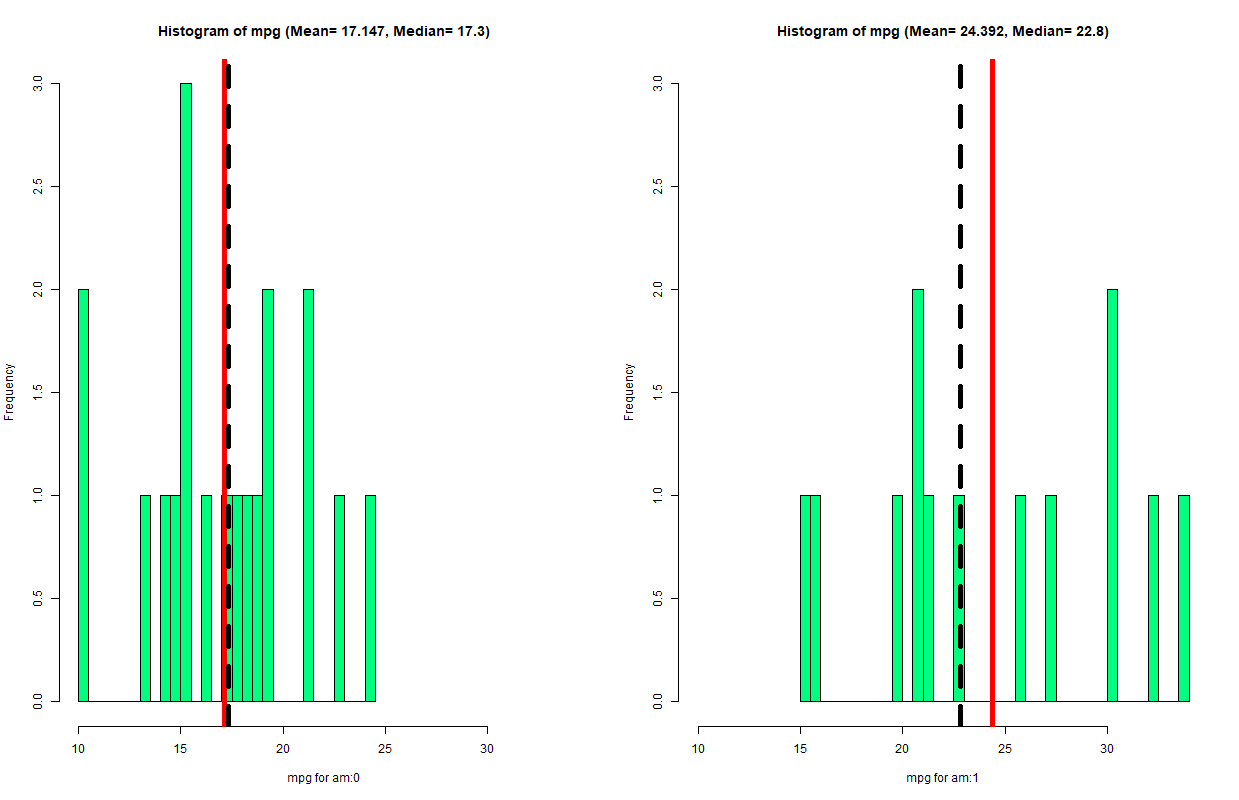 Histogram of mpg (Mean= 17.147, Median= 17.3)
Frequency
3.0
2.5
2.0
1.5
1.0
0.5
0.0
10 15 20 25 30
mpg for am:0
Histogram of mpg (Mean= 24.392, Median= 22.8)
Frequency
3.0
2.5
2.0
1.5
1.0
0.5
0.0
10 15 20 25 30
mpg for am:1